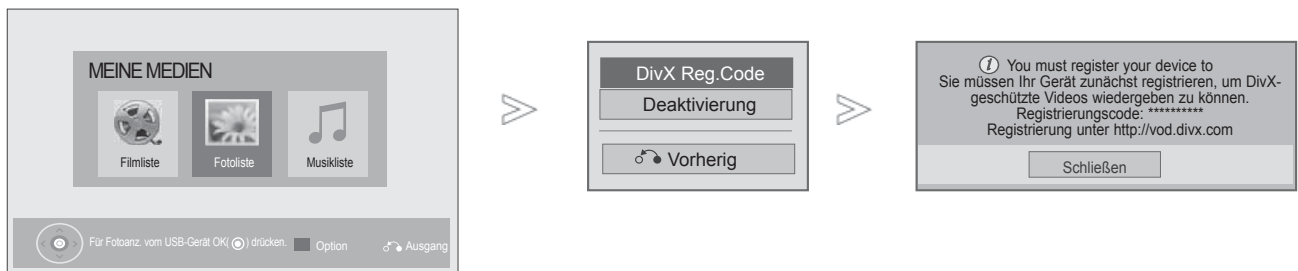 MEINE MEDIEN
Filmliste
Fotoliste
Musikliste
Für Fotoanz. vom USB-Gerät OK( ) drücken.
Option
Ausgang
DivX Reg.Code
Deaktivierung
Vorherig
You must register your device to
Sie müssen Ihr Gerät zunächst registrieren, um DivX-
geschützte Videos wiedergeben zu können.
Registrierungscode: **********
Registrierung unter http://vod.divx.com
Schließen